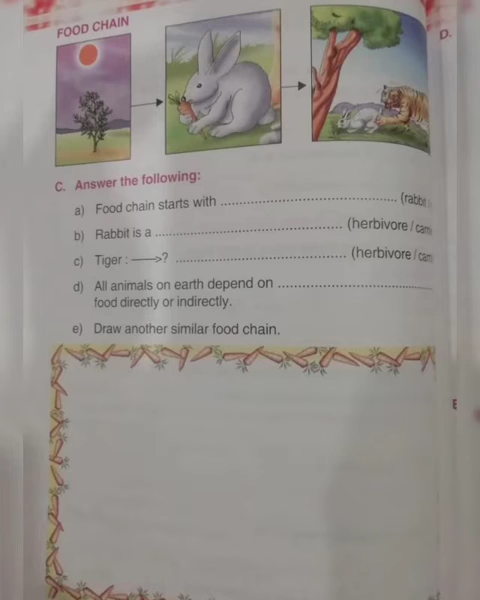 FOOD CHAIN
D.
C. Answer the following:
a) Food chain starts with ........................................ (rabbit
b) Rabbit is a ........................................ (herbivore /
c) Tiger : ⟶? ........................................ (herbivore /
d) All animals on earth depend on ........................................
food directly or indirectly.
e) Draw another similar food chain.
E